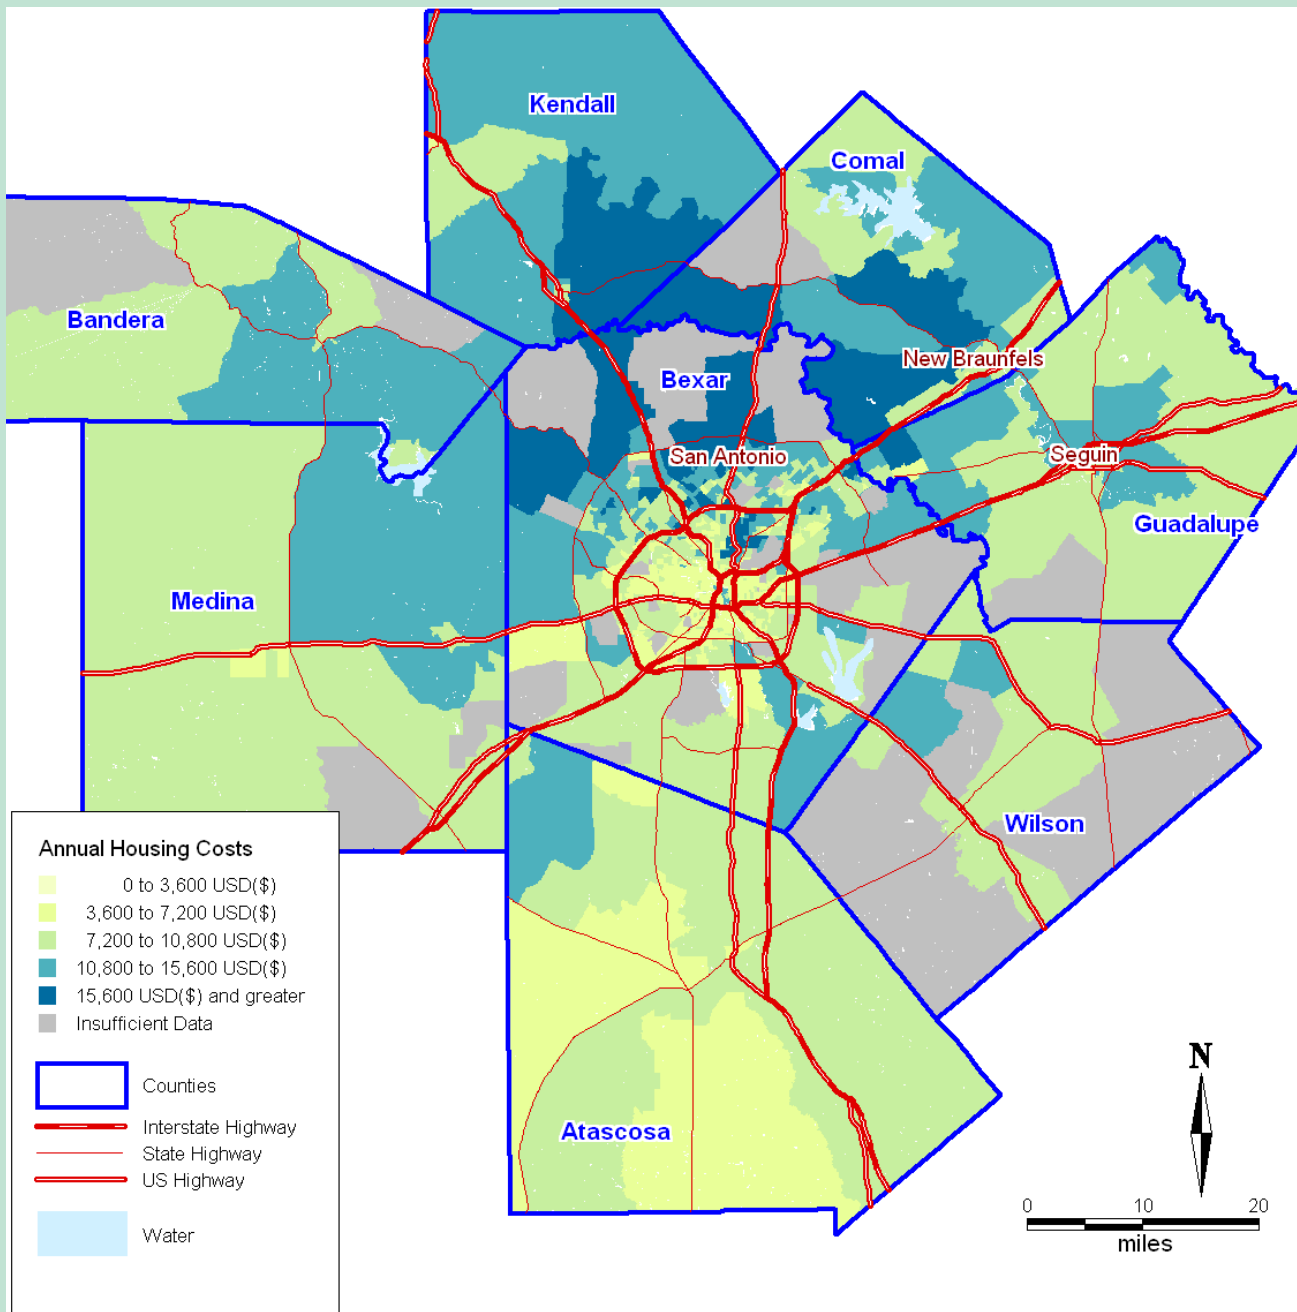 Kendall
Comal
Bandera
New Braunfels
Bexar
San Antonio
Seguin
Guadalupe
Medina
Wilson
Atascosa
Annual Housing Costs
0 to 3,600 USD($)
3,600 to 7,200 USD($)
7,200 to 10,800 USD($)
10,800 to 15,600 USD($)
15,600 USD($) and greater
Insufficient Data
Counties
Interstate Highway
State Highway
US Highway
Water
N
0 10 20
miles